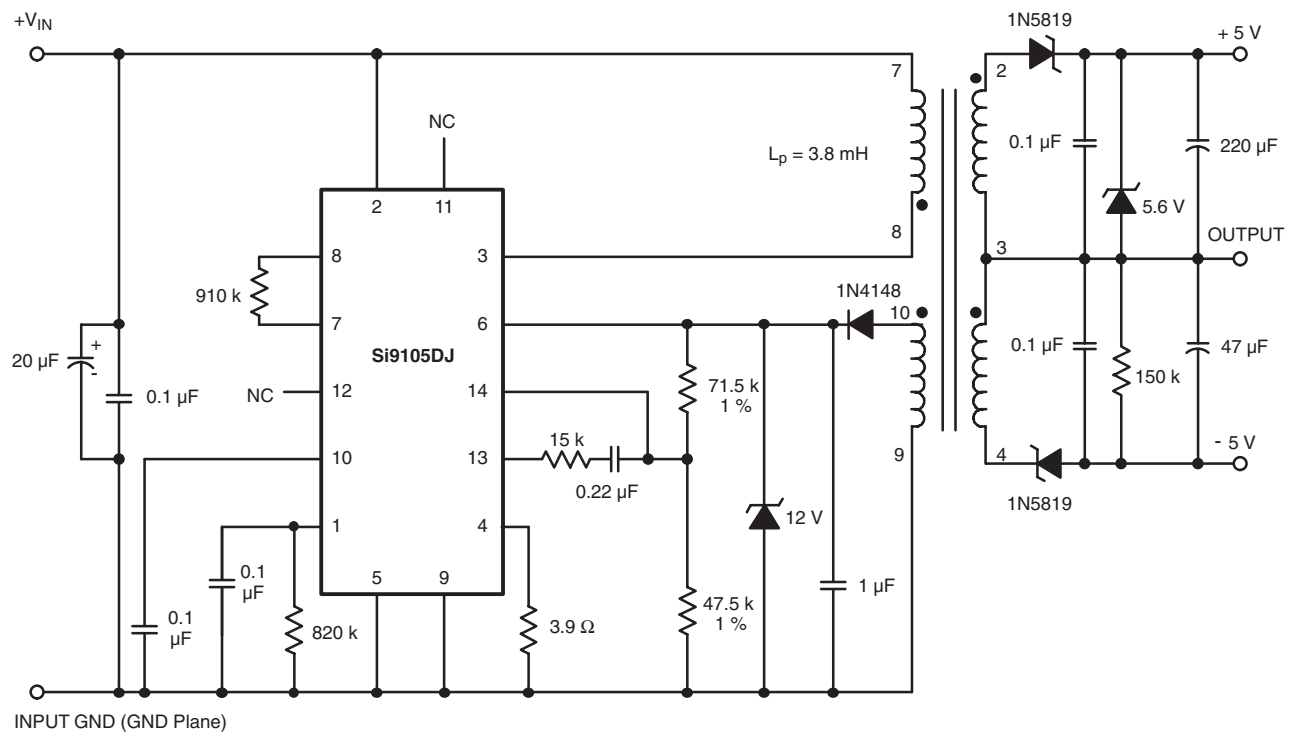 +VIN
1N5819
+ 5 V
7
2
NC
Lp = 3.8 mH
0.1 µF
220 µF
2
11
5.6 V
8
3
8
3
OUTPUT
910 k
1N4148
7
6
10
20 µF
+
-
Si9105DJ
0.1 µF
47 µF
0.1 µF
NC
12
14
71.5 k
1 %
150 k
15 k
10
13
9
4
- 5 V
0.22 µF
1N5819
1
4
12 V
0.1
µF
5
9
1 µF
0.1
µF
820 k
3.9 Ω
47.5 k
1 %
INPUT GND (GND Plane)